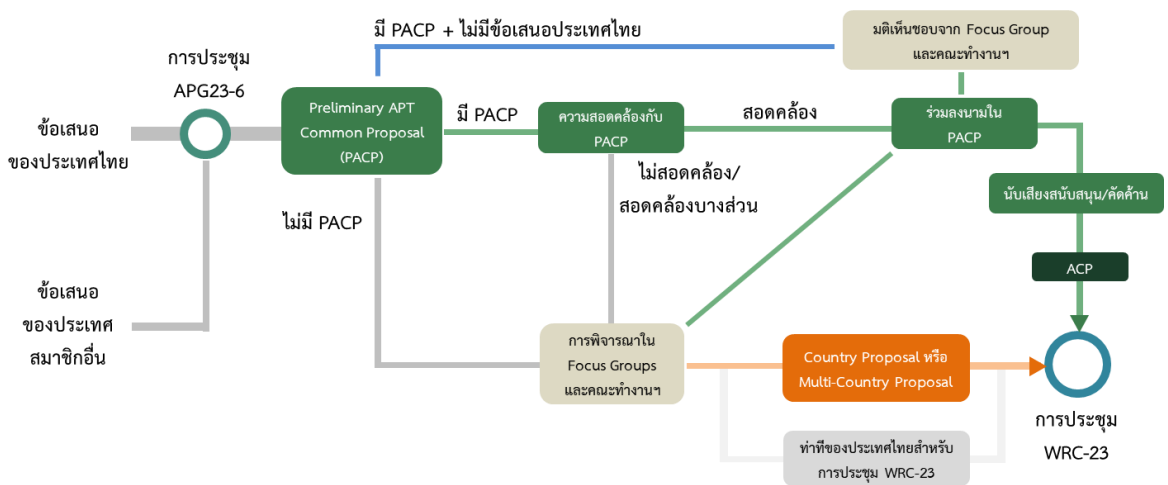 มี PACP + ไม่มีข้อเสนอประเทศไทย
มติเห็นชอบจาก Focus Group
และคณะทำงานฯ
การประชุม
APG23-6
ข้อเสนอ
ของประเทศไทย
Preliminary APT
Common Proposal
(PACP)
มี PACP
ความสอดคล้องกับ
PACP
สอดคล้อง
ร่วมลงนามใน
PACP
ไม่สอดคล้อง/
สอดคล้องบางส่วน
นับเสียงสนับสนุน/คัดค้าน
ไม่มี PACP
ACP
ข้อเสนอ
ของประเทศ
สมาชิกอื่น
การพิจารณาใน
Focus Groups
และคณะทำงานฯ
Country Proposal หรือ
Multi-Country Proposal
การประชุม
WRC-23
ท่าทีของประเทศไทยสำหรับ
การประชุม WRC-23